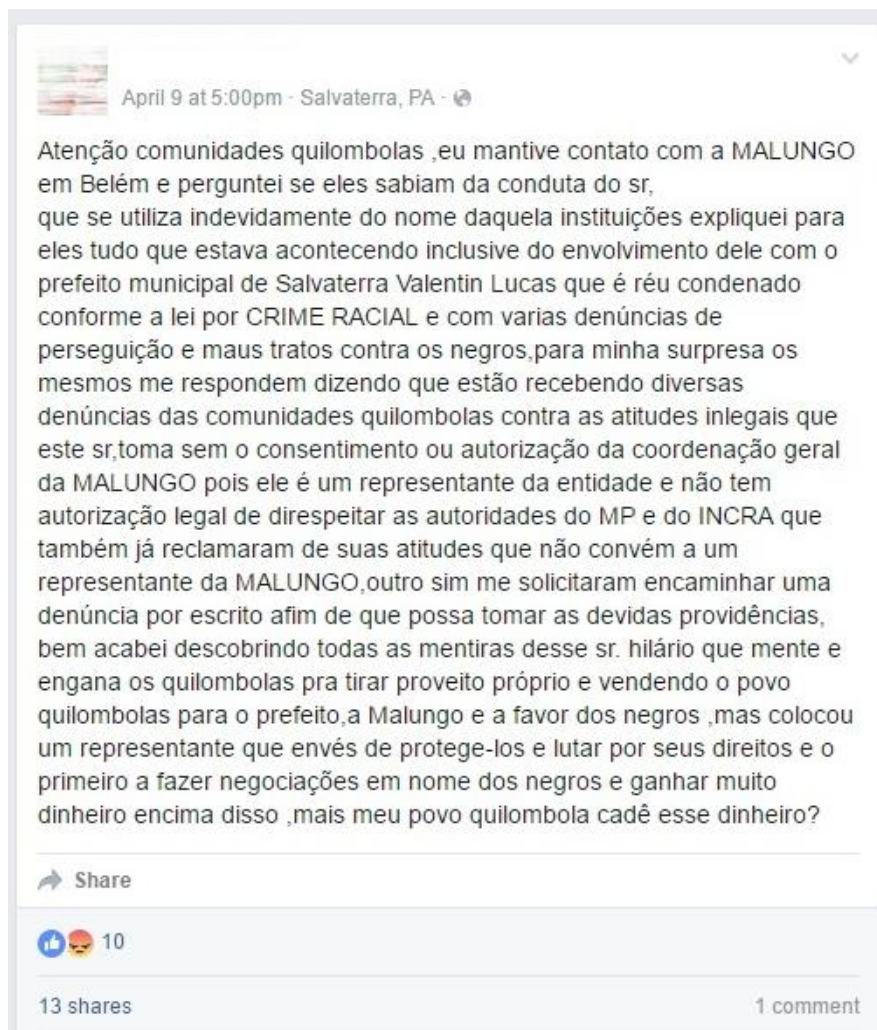 April 9 at 5:00pm · Salvaterra, PA ·
Atenção comunidades quilombolas ,eu mantive contato com a MALUNGO
em Belém e perguntei se eles sabiam da conduta do sr,
que se utiliza indevidamente do nome daquela instituições expliquei para
eles tudo que estava acontecendo inclusive do envolvimento dele com o
prefeito municipal de Salvaterra Valentin Lucas que é réu condenado
conforme a lei por CRIME RACIAL e com varias denúncias de
perseguição e maus tratos contra os negros,para minha surpresa os
mesmos me respondem dizendo que estão recebendo diversas
denúncias das comunidades quilombolas contra as atitudes inlegais que
este sr,toma sem o consentimento ou autorização da coordenação geral
da MALUNGO pois ele é um representante da entidade e não tem
autorização legal de direspeitar as autoridades do MP e do INCRA que
também já reclamaram de suas atitudes que não convém a um
representante da MALUNGO,outro sim me solicitaram encaminhar uma
denúncia por escrito afim de que possa tomar as devidas providências,
bem acabei descobrindo todas as mentiras desse sr. hilário que mente e
engana os quilombolas pra tirar proveito próprio e vendendo o povo
quilombolas para o prefeito,a Malungo e a favor dos negros ,mas colocou
um representante que envés de protege-los e lutar por seus direitos e o
primeiro a fazer negociações em nome dos negros e ganhar muito
dinheiro encima disso ,mais meu povo quilombola cadê esse dinheiro?
Share
10
13 shares 1 comment